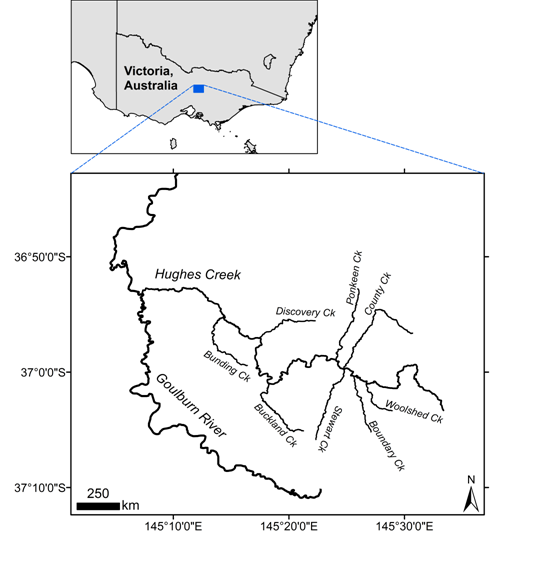 Victoria,
Australia
36°50'0"S
37°0'0"S
37°10'0"S
Hughes Creek
Discovery Ck
Ponkeen Ck
County Ck
Bunding Ck
Goulburn River
Buckland Ck
Stewart Ck
Woolshed Ck
Boundary Ck
250
km
N
145°10'0"E
145°20'0"E
145°30'0"E